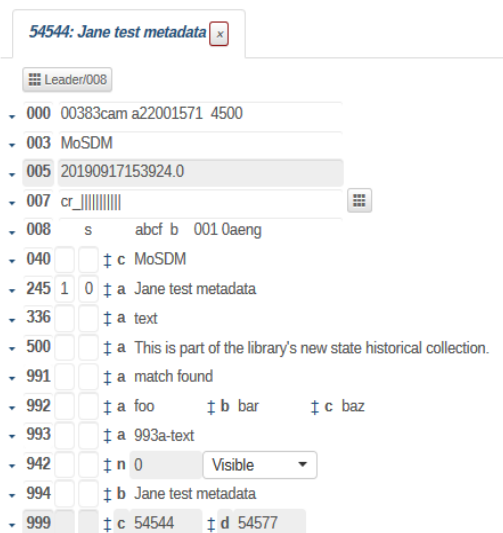 54544: Jane test metadata x
Leader/008
000 00383cam a22001571 4500
003 MoSDM
005 20190917153924.0
007 cr_|||||||||||
008 s abcf b 001 0aeng
040 ‡ c MoSDM
245 1 0 ‡ a Jane test metadata
336 ‡ a text
500 ‡ a This is part of the library's new state historical collection.
991 ‡ a match found
992 ‡ a foo ‡ b bar ‡ c baz
993 ‡ a 993a-text
942 ‡ n 0 Visible
994 ‡ b Jane test metadata
999 ‡ c 54544 ‡ d 54577